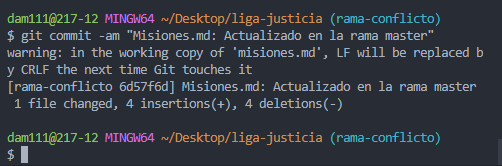 dam111@217-12 MINGW64 ~/Desktop/liga-justicia (rama-conflicto)
$ git commit -am "Misiones.md: Actualizado en la rama master"
warning: in the working copy of 'misiones.md', LF will be replaced b
y CRLF the next time Git touches it
[rama-conflicto 6d57f6d] Misiones.md: Actualizado en la rama master
 1 file changed, 4 insertions(+), 4 deletions(-)
dam111@217-12 MINGW64 ~/Desktop/liga-justicia (rama-conflicto)
$